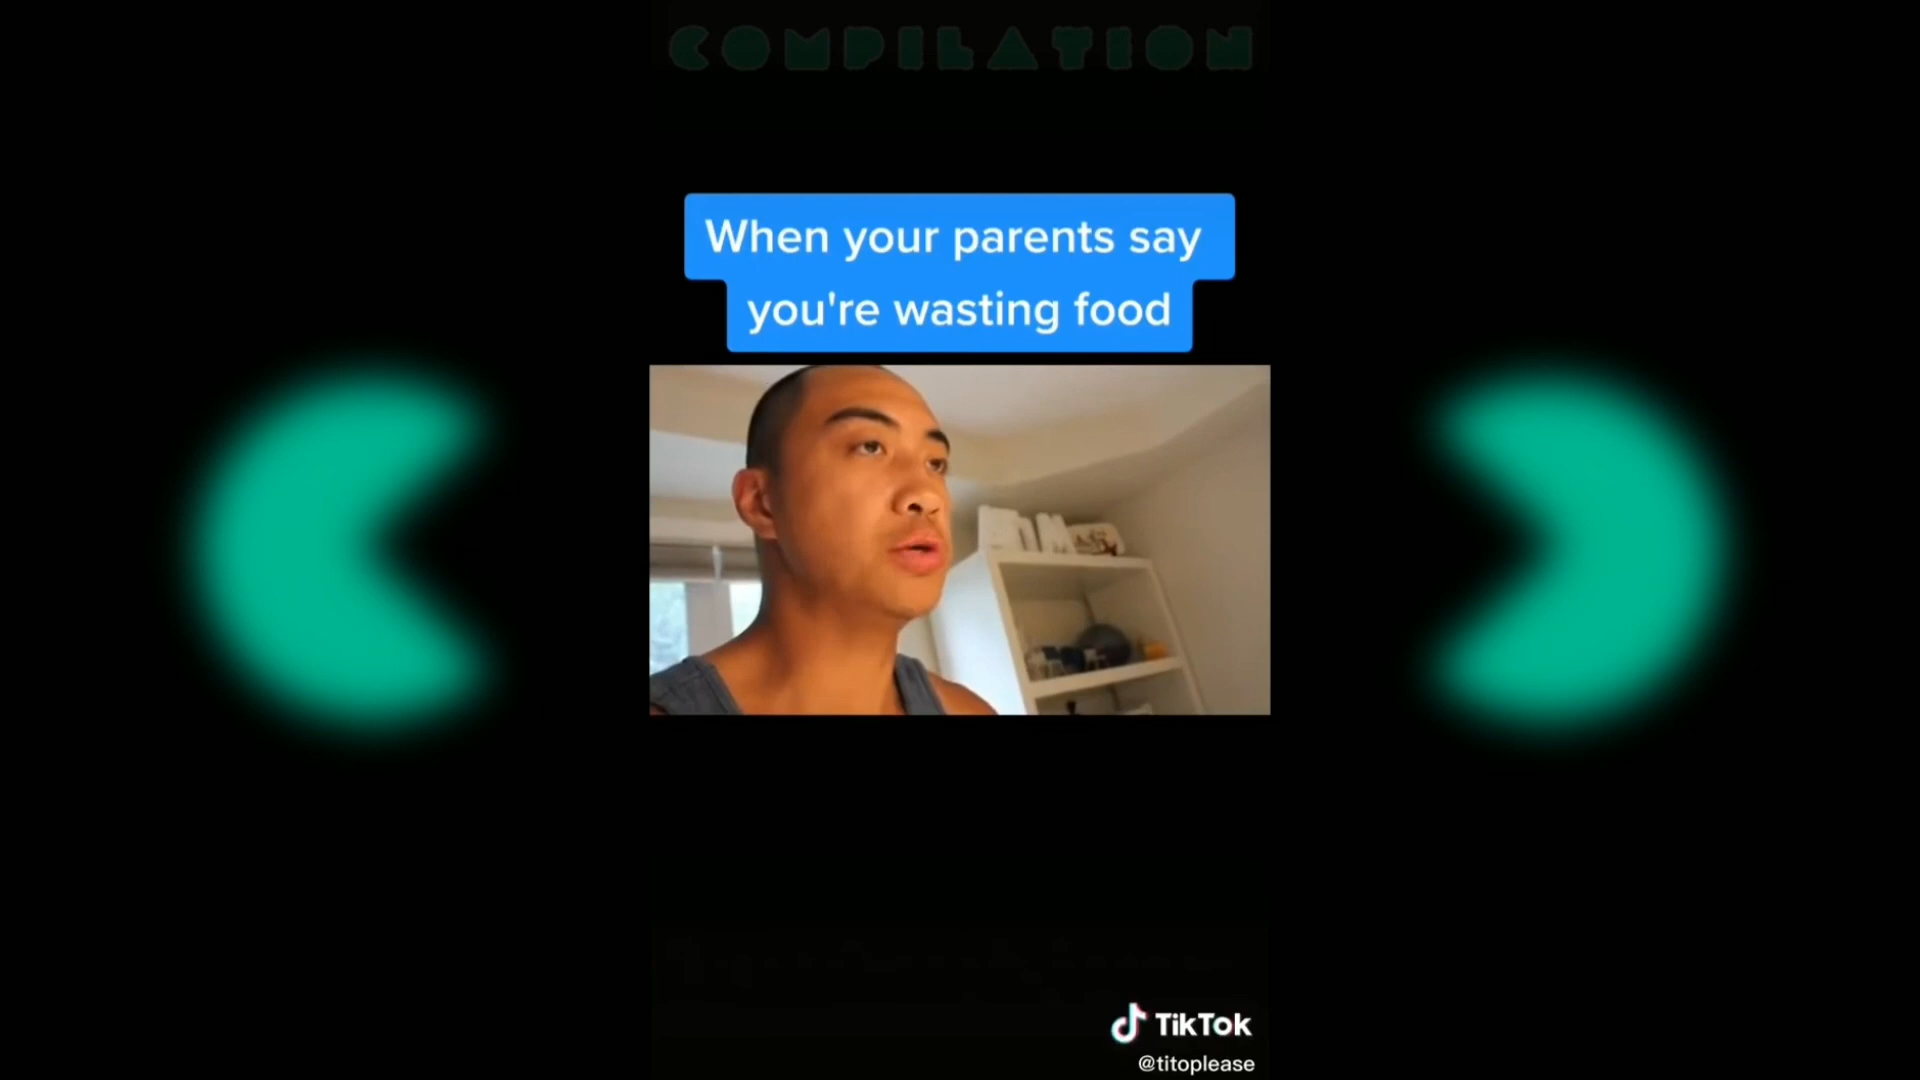 COMPILATION
When your parents say
you're wasting food
TikTok
@titoplease